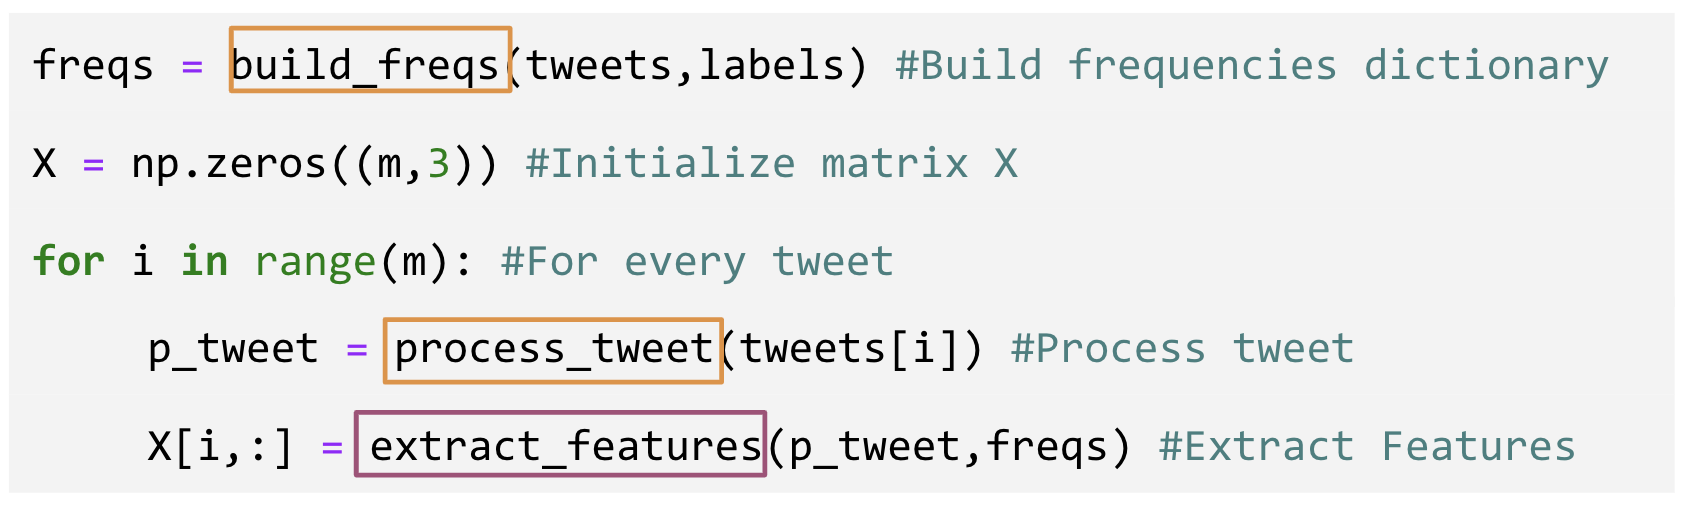 freqs = build_freqs(tweets,labels) #Build frequencies dictionary
X = np.zeros((m,3)) #Initialize matrix X
for i in range(m): #For every tweet
p_tweet = process_tweet(tweets[i]) #Process tweet
X[i,:] = extract_features(p_tweet,freqs) #Extract Features